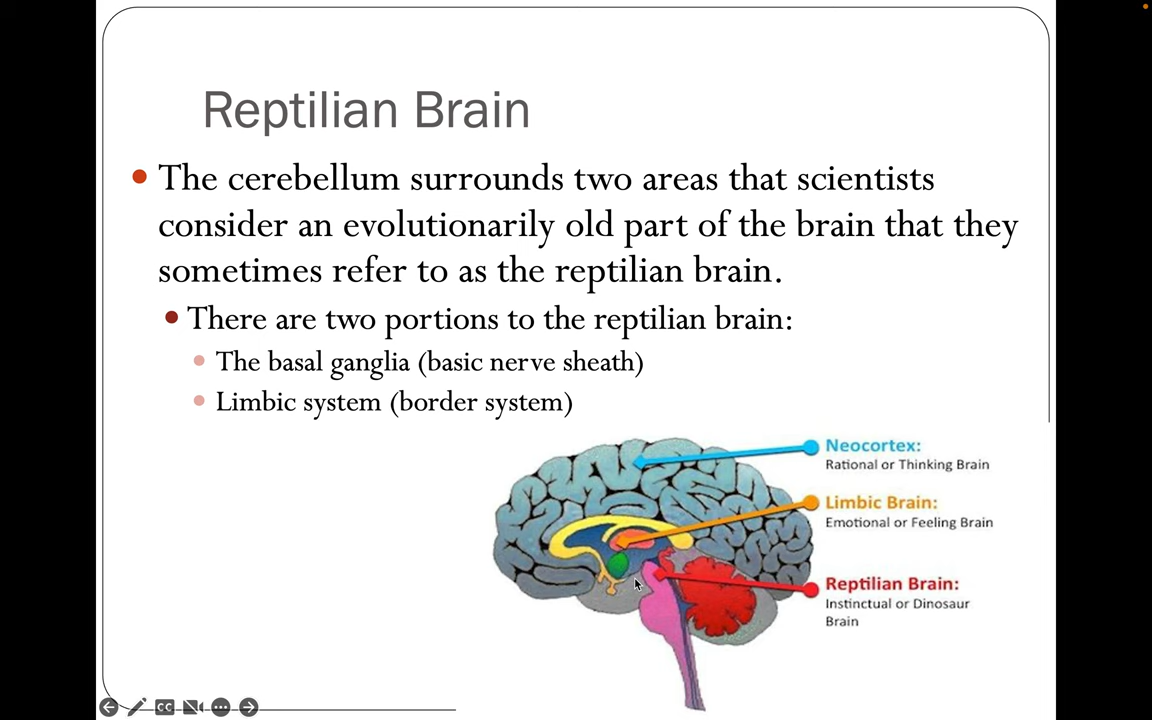 Reptilian Brain
The cerebellum surrounds two areas that scientists
consider an evolutionarily old part of the brain that they
sometimes refer to as the reptilian brain.
There are two portions to the reptilian brain:
The basal ganglia (basic nerve sheath)
Limbic system (border system)
Neocortex:
Rational or Thinking Brain
Limbic Brain:
Emotional or Feeling Brain
Reptilian Brain:
Instinctual or Dinosaur
Brain
CC